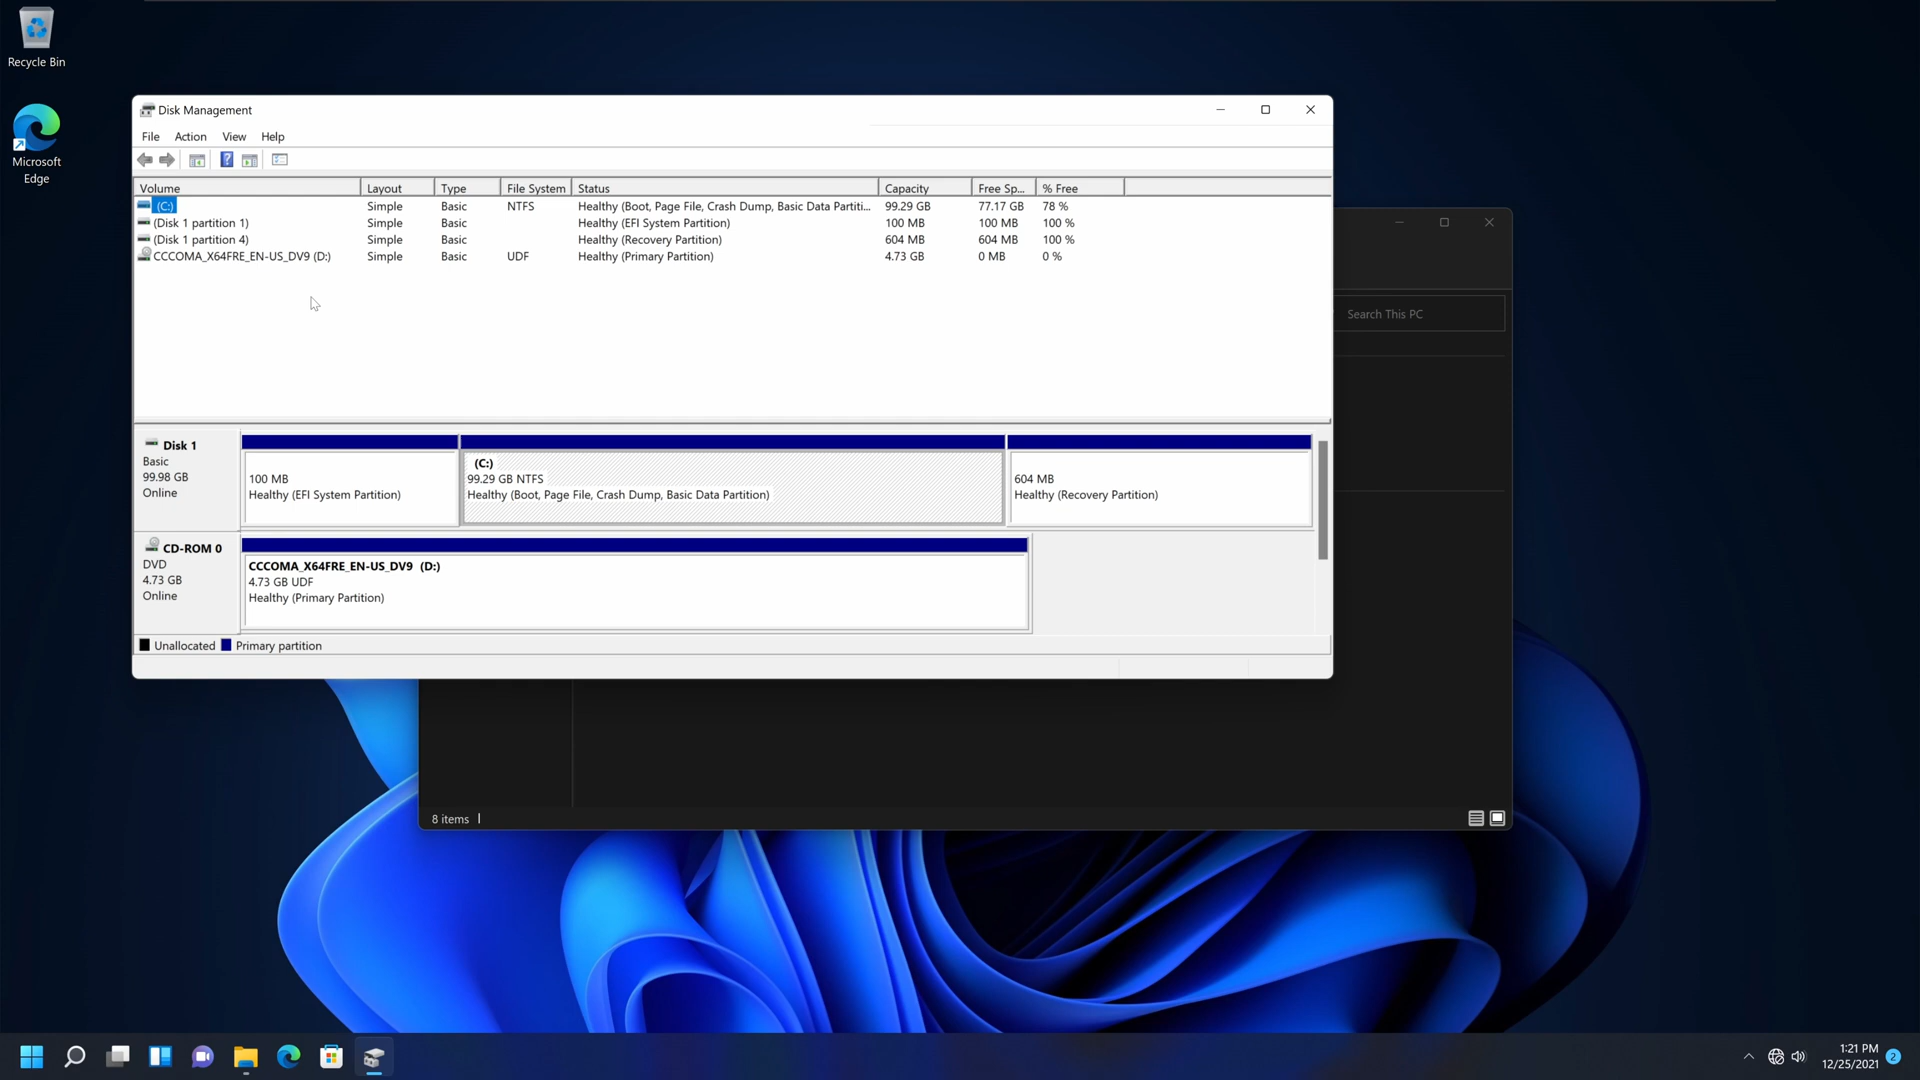 Recycle Bin
Microsoft
Edge
Disk Management
File Action View Help
Volume Layout Type File System Status Capacity Free Sp... % Free
(C:) Simple Basic NTFS Healthy (Boot, Page File, Crash Dump, Basic Data Partiti... 99.29 GB 77.17 GB 78 %
(Disk 1 partition 1) Simple Basic Healthy (EFI System Partition) 100 MB 100 MB 100 %
(Disk 1 partition 4) Simple Basic Healthy (Recovery Partition) 604 MB 604 MB 100 %
CCCOMA_X64FRE_EN-US_DV9 (D:) Simple Basic UDF Healthy (Primary Partition) 4.73 GB 0 MB 0 %
Search This PC
Disk 1
Basic
99.98 GB
Online
100 MB
Healthy (EFI System Partition)
(C:)
99.29 GB NTFS
Healthy (Boot, Page File, Crash Dump, Basic Data Partition)
604 MB
Healthy (Recovery Partition)
CD-ROM 0
DVD
4.73 GB
Online
CCCOMA_X64FRE_EN-US_DV9 (D:)
4.73 GB UDF
Healthy (Primary Partition)
Unallocated Primary partition
8 items
1:21 PM
12/25/2021
2